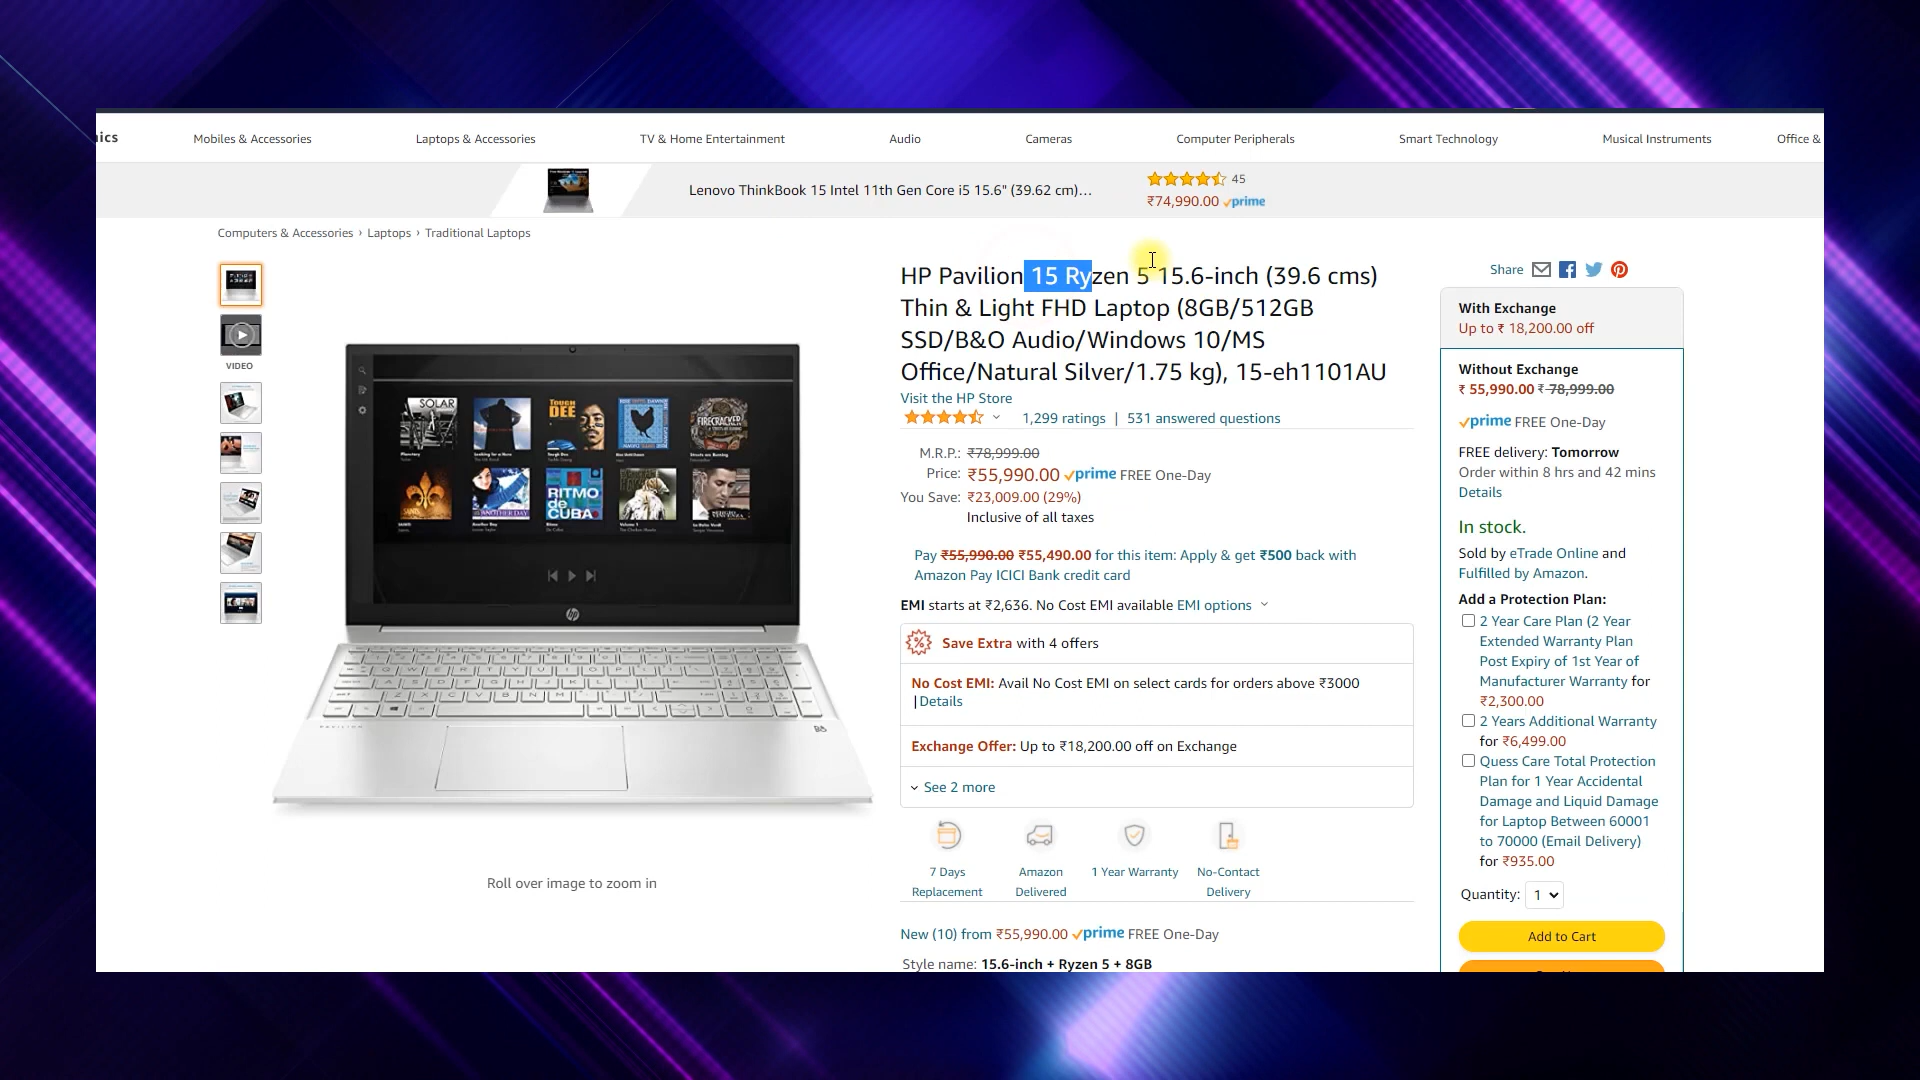 ics
Mobiles & Accessories
Laptops & Accessories
TV & Home Entertainment
Audio
Cameras
Computer Peripherals
Smart Technology
Musical Instruments
Office &
Lenovo ThinkBook 15 Intel 11th Gen Core i5 15.6" (39.62 cm)...
45
₹74,990.00 prime
Computers & Accessories › Laptops › Traditional Laptops
VIDEO
SOLAR
TOUGH DEE
FIRECRACKER
ANOTHER DAY
RITMO de CUBA
hp
Roll over image to zoom in
HP Pavilion 15 Ryzen 5 15.6-inch (39.6 cms)
Thin & Light FHD Laptop (8GB/512GB
SSD/B&O Audio/Windows 10/MS
Office/Natural Silver/1.75 kg), 15-eh1101AU
Visit the HP Store
1,299 ratings | 531 answered questions
M.R.P.: ₹78,999.00
Price: ₹55,990.00 prime FREE One-Day
You Save: ₹23,009.00 (29%)
Inclusive of all taxes
Pay ₹55,990.00 ₹55,490.00 for this item: Apply & get ₹500 back with
Amazon Pay ICICI Bank credit card
EMI starts at ₹2,636. No Cost EMI available EMI options
Save Extra with 4 offers
No Cost EMI: Avail No Cost EMI on select cards for orders above ₹3000
|Details
Exchange Offer: Up to ₹18,200.00 off on Exchange
See 2 more
7 Days
Replacement
Amazon
Delivered
1 Year Warranty
No-Contact
Delivery
New (10) from ₹55,990.00 prime FREE One-Day
Style name: 15.6-inch + Ryzen 5 + 8GB
Share
With Exchange
Up to ₹ 18,200.00 off
Without Exchange
₹ 55,990.00 ₹ 78,999.00
prime FREE One-Day
FREE delivery: Tomorrow
Order within 8 hrs and 42 mins
Details
In stock.
Sold by eTrade Online and
Fulfilled by Amazon.
Add a Protection Plan:
2 Year Care Plan (2 Year
Extended Warranty Plan
Post Expiry of 1st Year of
Manufacturer Warranty for
₹2,300.00
2 Years Additional Warranty
for ₹6,499.00
Quess Care Total Protection
Plan for 1 Year Accidental
Damage and Liquid Damage
for Laptop Between 60001
to 70000 (Email Delivery)
for ₹935.00
Quantity: 1
Add to Cart